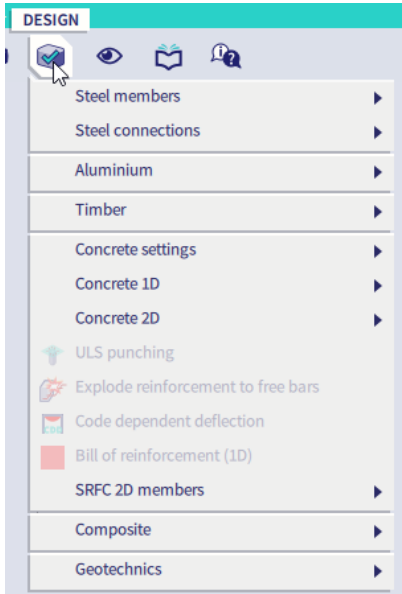 DESIGN
Steel members
Steel connections
Aluminium
Timber
Concrete settings
Concrete 1D
Concrete 2D
ULS punching
Explode reinforcement to free bars
Code dependent deflection
Bill of reinforcement (1D)
SRFC 2D members
Composite
Geotechnics